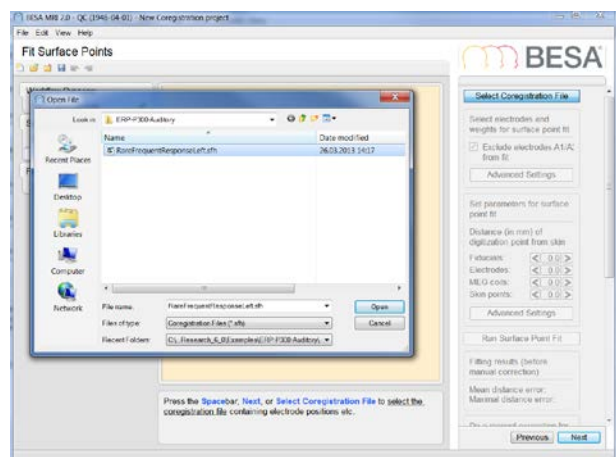 BESA MRI 2.0 - QC (1946-04-01) - New Coregistration project
File Edit View Help
Fit Surface Points
BESA
Open File
Look in: ERP-P300-Auditory
Name
Date modified
RareFrequentResponseLeft.sfh
26.03.2013 14:17
Recent Places
Desktop
Libraries
Computer
Network
File name: RareFrequentResponseLeft.sfh
Open
Files of type: Coregistration Files (*.sfh)
Cancel
Recent Folders:
Press the Spacebar, Next, or Select Coregistration File to select the
coregistration file containing electrode positions etc.
Select Coregistration File
Select electrodes and
weights for surface point fit
Exclude electrodes A1/A2
from fit
Advanced Settings
Set parameters for surface
point fit
Distance (in mm) of
digitization point from skin
Fiducials: 0.0
Electrodes: 0.0
MEG coils: 0.0
Skin points: 0.0
Advanced Settings
Run Surface Point Fit
Fitting results (before
manual correction)
Mean distance error:
Maximal distance error:
Previous
Next